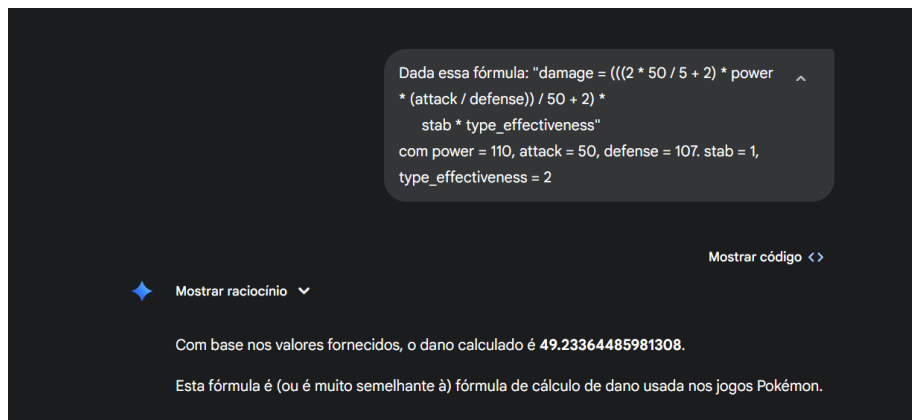 Dada essa fórmula: "damage = (((2 * 50 / 5 + 2) * power
* (attack / defense)) / 50 + 2) *
stab * type_effectiveness"
com power = 110, attack = 50, defense = 107. stab = 1,
type_effectiveness = 2
Mostrar código <>
Mostrar raciocínio
Com base nos valores fornecidos, o dano calculado é 49.23364485981308.
Esta fórmula é (ou é muito semelhante à) fórmula de cálculo de dano usada nos jogos Pokémon.